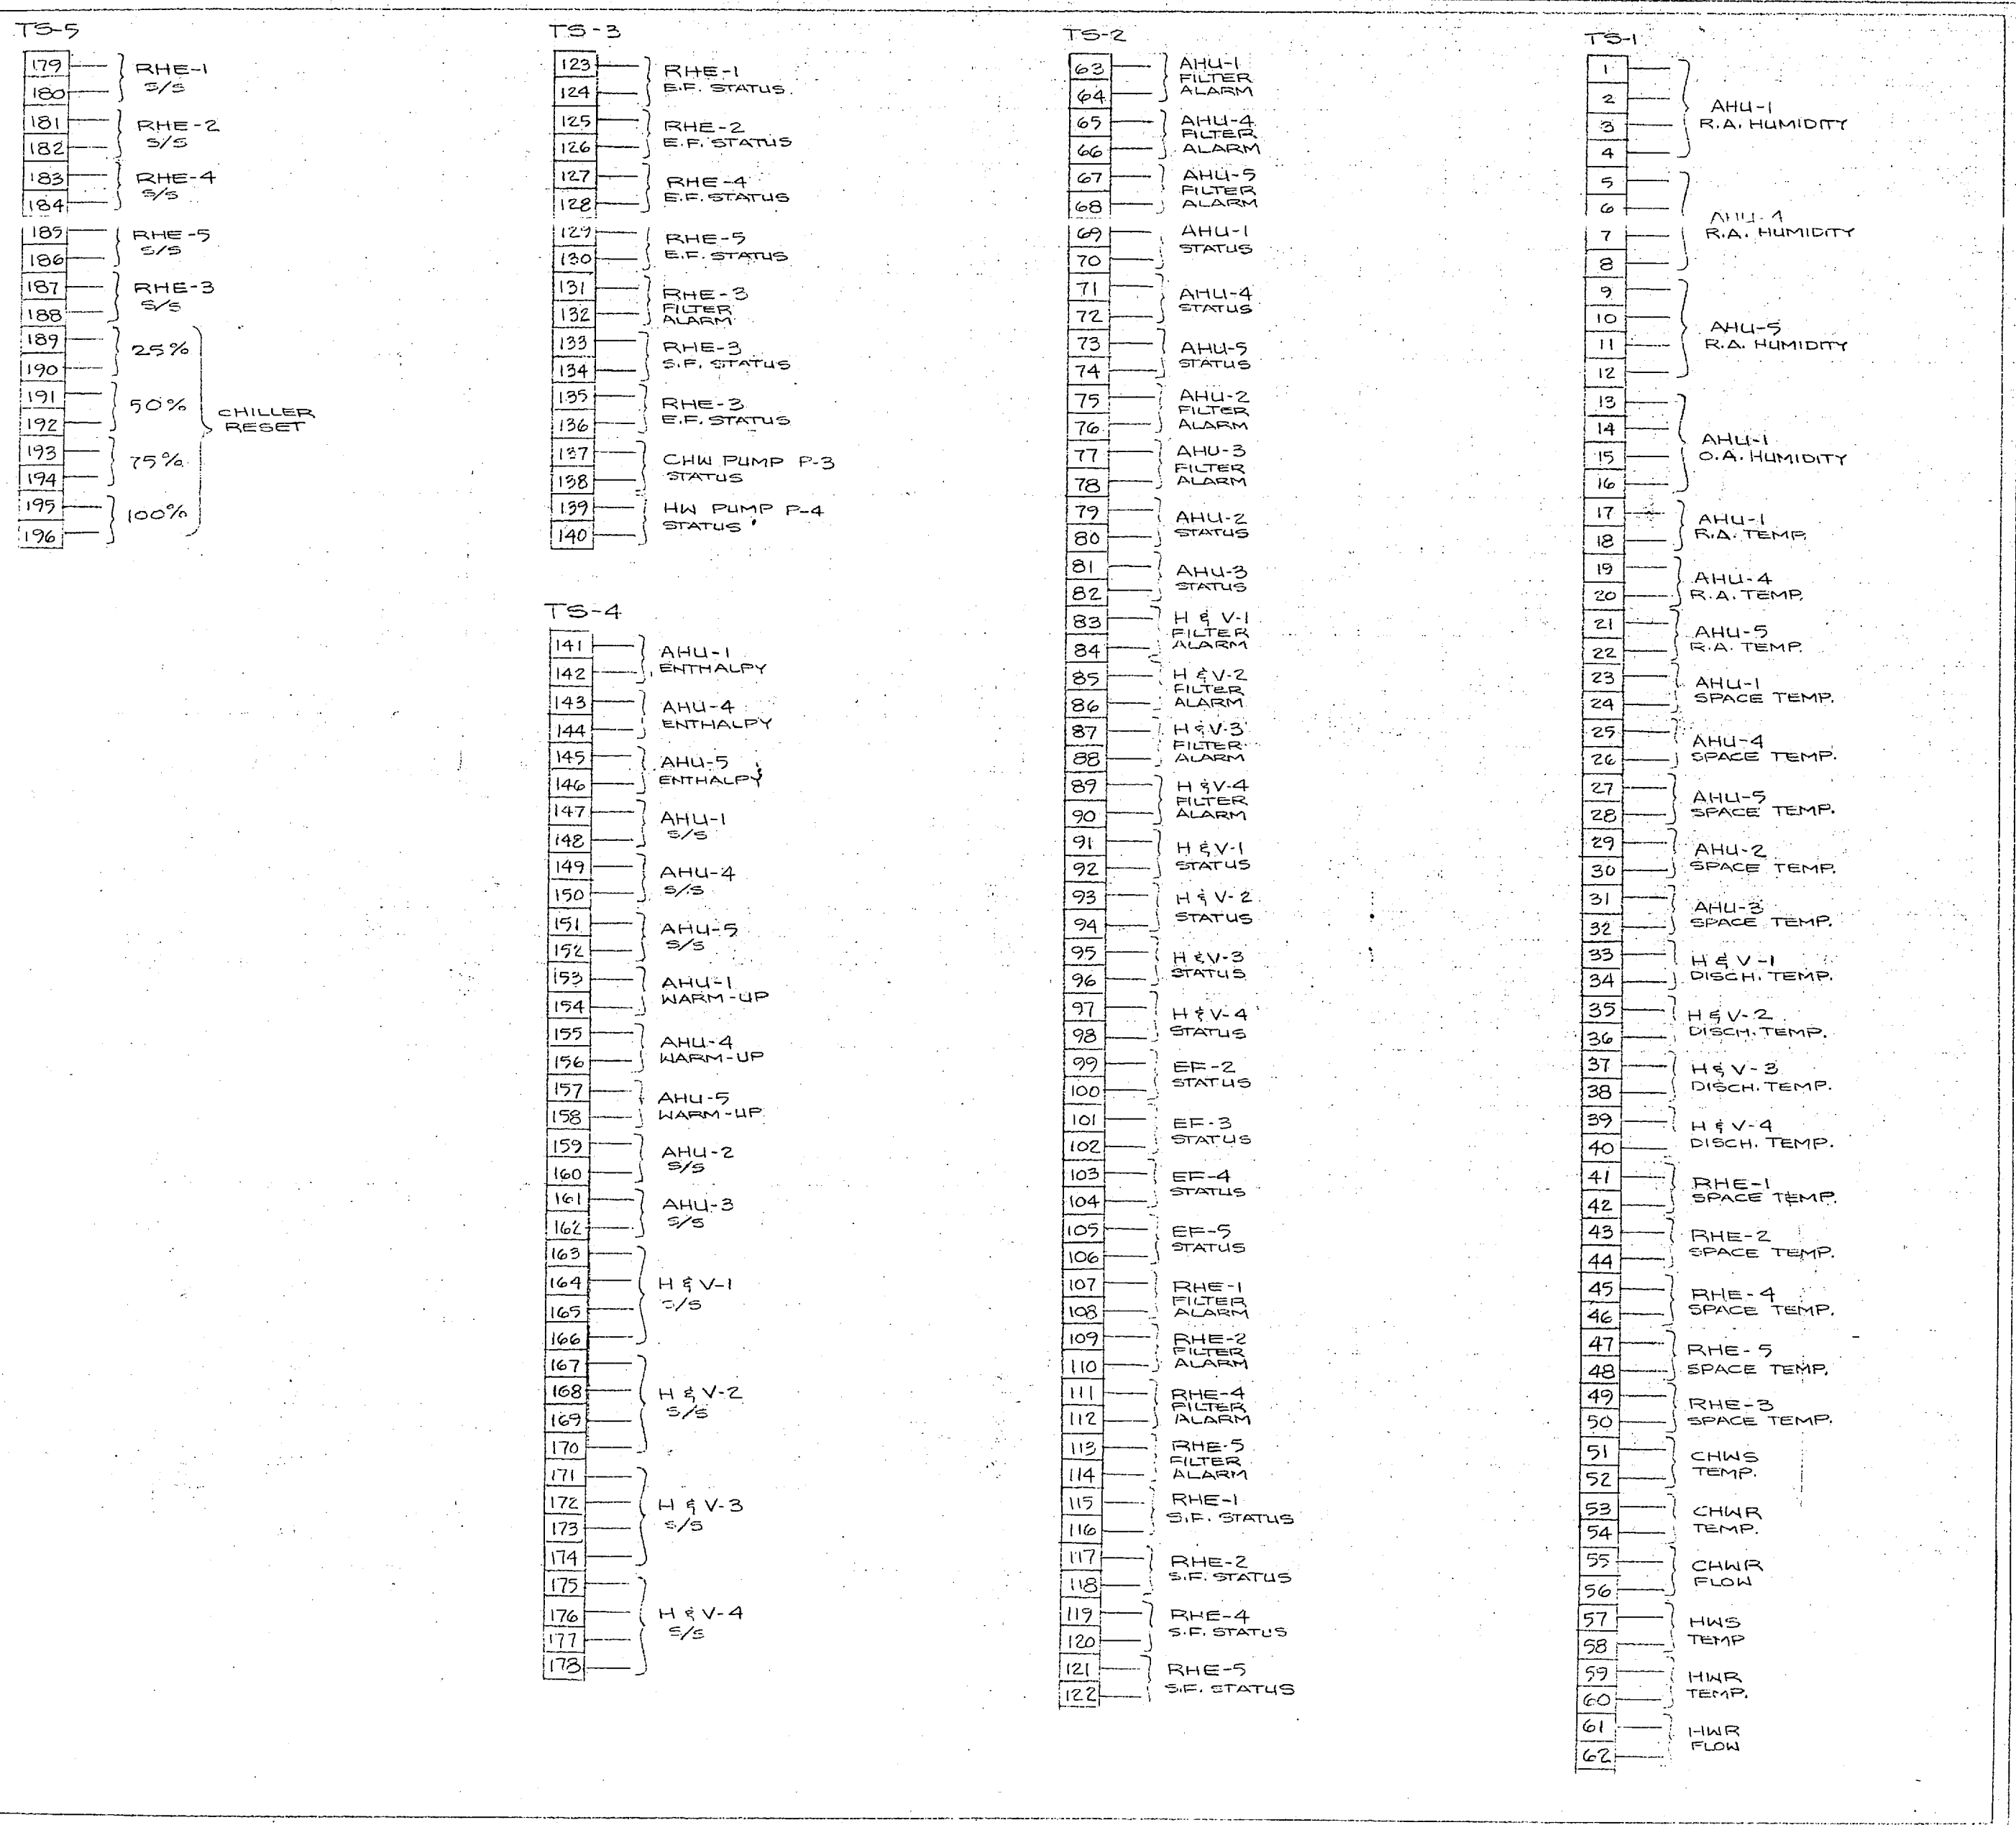 TS-5
179
180
RHE-1
S/S
181
182
RHE-2
S/S
183
184
RHE-4
S/S
185
186
RHE-5
S/S
187
188
RHE-3
S/S
189
190
25%
191
192
50%
193
194
75%
195
196
100%
CHILLER
RESET
TS-3
123
124
RHE-1
E.F. STATUS
125
126
RHE-2
E.F. STATUS
127
128
RHE-4
E.F. STATUS
129
130
RHE-5
E.F. STATUS
131
132
RHE-3
FILTER
ALARM
133
134
RHE-3
S.F. STATUS
135
136
RHE-3
E.F. STATUS
137
138
CHW PUMP P-3
STATUS
139
140
HW PUMP P-4
STATUS
TS-4
141
142
AHU-1
ENTHALPY
143
144
AHU-4
ENTHALPY
145
146
AHU-5
ENTHALPY
147
148
AHU-1
S/S
149
150
AHU-4
S/S
151
152
AHU-5
S/S
153
154
AHU-1
WARM-UP
155
156
AHU-4
WARM-UP
157
158
AHU-5
WARM-UP
159
160
AHU-2
S/S
161
162
AHU-3
S/S
163
164
165
166
H & V-1
S/S
167
168
169
170
H & V-2
S/S
171
172
173
174
H & V-3
S/S
175
176
177
178
H & V-4
S/S
TS-2
63
64
AHU-1
FILTER
ALARM
65
66
AHU-4
FILTER
ALARM
67
68
AHU-5
FILTER
ALARM
69
70
AHU-1
STATUS
71
72
AHU-4
STATUS
73
74
AHU-5
STATUS
75
76
AHU-2
FILTER
ALARM
77
78
AHU-3
FILTER
ALARM
79
80
AHU-2
STATUS
81
82
AHU-3
STATUS
83
84
H & V-1
FILTER
ALARM
85
86
H & V-2
FILTER
ALARM
87
88
H & V-3
FILTER
ALARM
89
90
H & V-4
FILTER
ALARM
91
92
H & V-1
STATUS
93
94
H & V-2
STATUS
95
96
H & V-3
STATUS
97
98
H & V-4
STATUS
99
100
EF-2
STATUS
101
102
EF-3
STATUS
103
104
EF-4
STATUS
105
106
EF-5
STATUS
107
108
RHE-1
FILTER
ALARM
109
110
RHE-2
FILTER
ALARM
111
112
RHE-4
FILTER
ALARM
113
114
RHE-5
FILTER
ALARM
115
116
RHE-1
S.F. STATUS
117
118
RHE-2
S.F. STATUS
119
120
RHE-4
S.F. STATUS
121
122
RHE-5
S.F. STATUS
TS-1
1
2
3
4
AHU-1
R.A. HUMIDITY
5
6
7
8
AHU-4
R.A. HUMIDITY
9
10
11
12
AHU-5
R.A. HUMIDITY
13
14
15
16
AHU-1
O.A. HUMIDITY
17
18
AHU-1
R.A. TEMP.
19
20
AHU-4
R.A. TEMP.
21
22
AHU-5
R.A. TEMP.
23
24
AHU-1
SPACE TEMP.
25
26
AHU-4
SPACE TEMP.
27
28
AHU-5
SPACE TEMP.
29
30
AHU-2
SPACE TEMP.
31
32
AHU-3
SPACE TEMP.
33
34
H & V-1
DISCH. TEMP.
35
36
H & V-2
DISCH. TEMP.
37
38
H & V-3
DISCH. TEMP.
39
40
H & V-4
DISCH. TEMP.
41
42
RHE-1
SPACE TEMP.
43
44
RHE-2
SPACE TEMP.
45
46
RHE-4
SPACE TEMP.
47
48
RHE-5
SPACE TEMP.
49
50
RHE-3
SPACE TEMP.
51
52
CHWS
TEMP.
53
54
CHWR
TEMP.
55
56
CHWR
FLOW
57
58
HWS
TEMP
59
60
HWR
TEMP.
61
62
HWR
FLOW